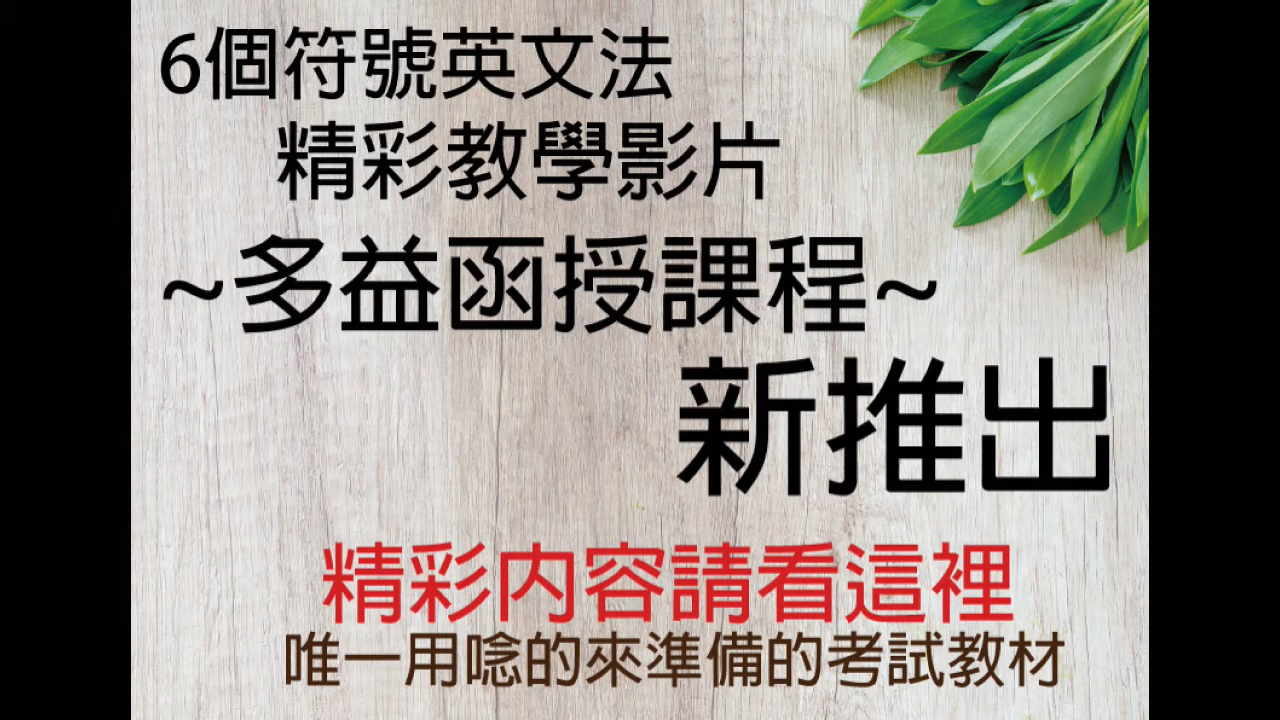 6個符號英文法
精彩教學影片
~多益函授課程~
新推出
精彩内容請看這裡
唯一用唸的來準備的考試教材